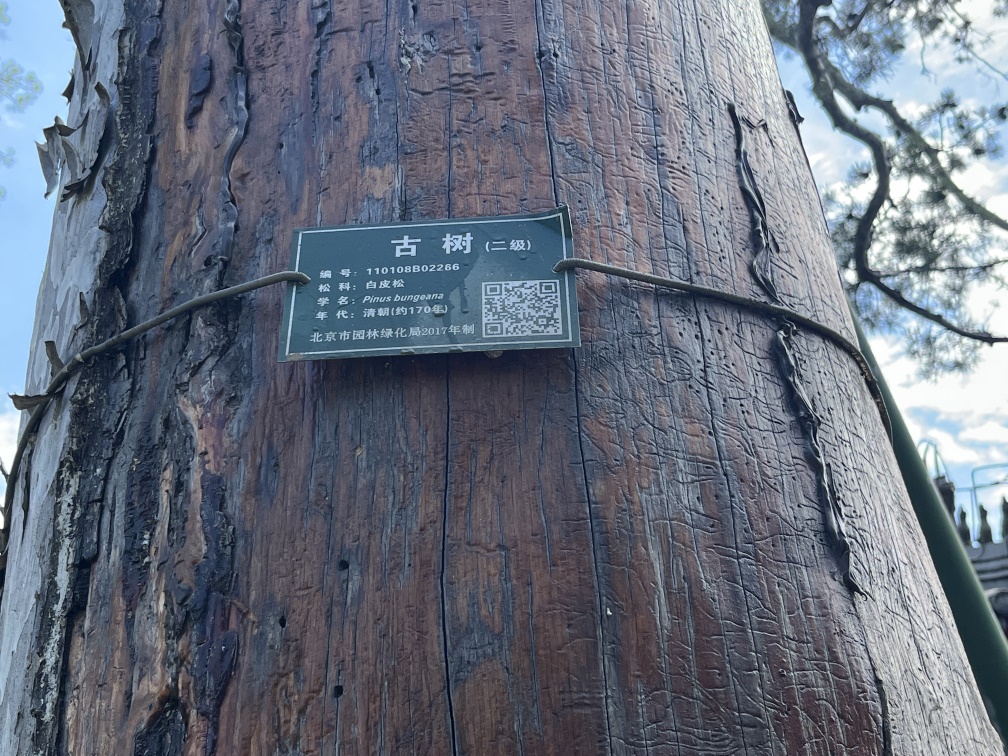 古树(二级)
编 号：110108B02266
松 科：白皮松
学 名：Pinus bungeana
年 代：清朝(约170年)
北京市园林绿化局2017年制